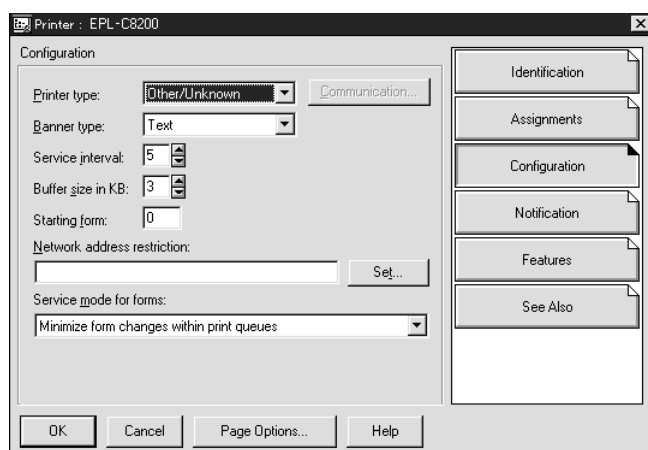 Printer : EPL-C8200
Configuration
Printer type: Other/Unknown Communication...
Banner type: Text
Service interval: 5
Buffer size in KB: 3
Starting form: 0
Network address restriction:
Set...
Service mode for forms:
Minimize form changes within print queues
Identification
Assignments
Configuration
Notification
Features
See Also
OK Cancel Page Options... Help